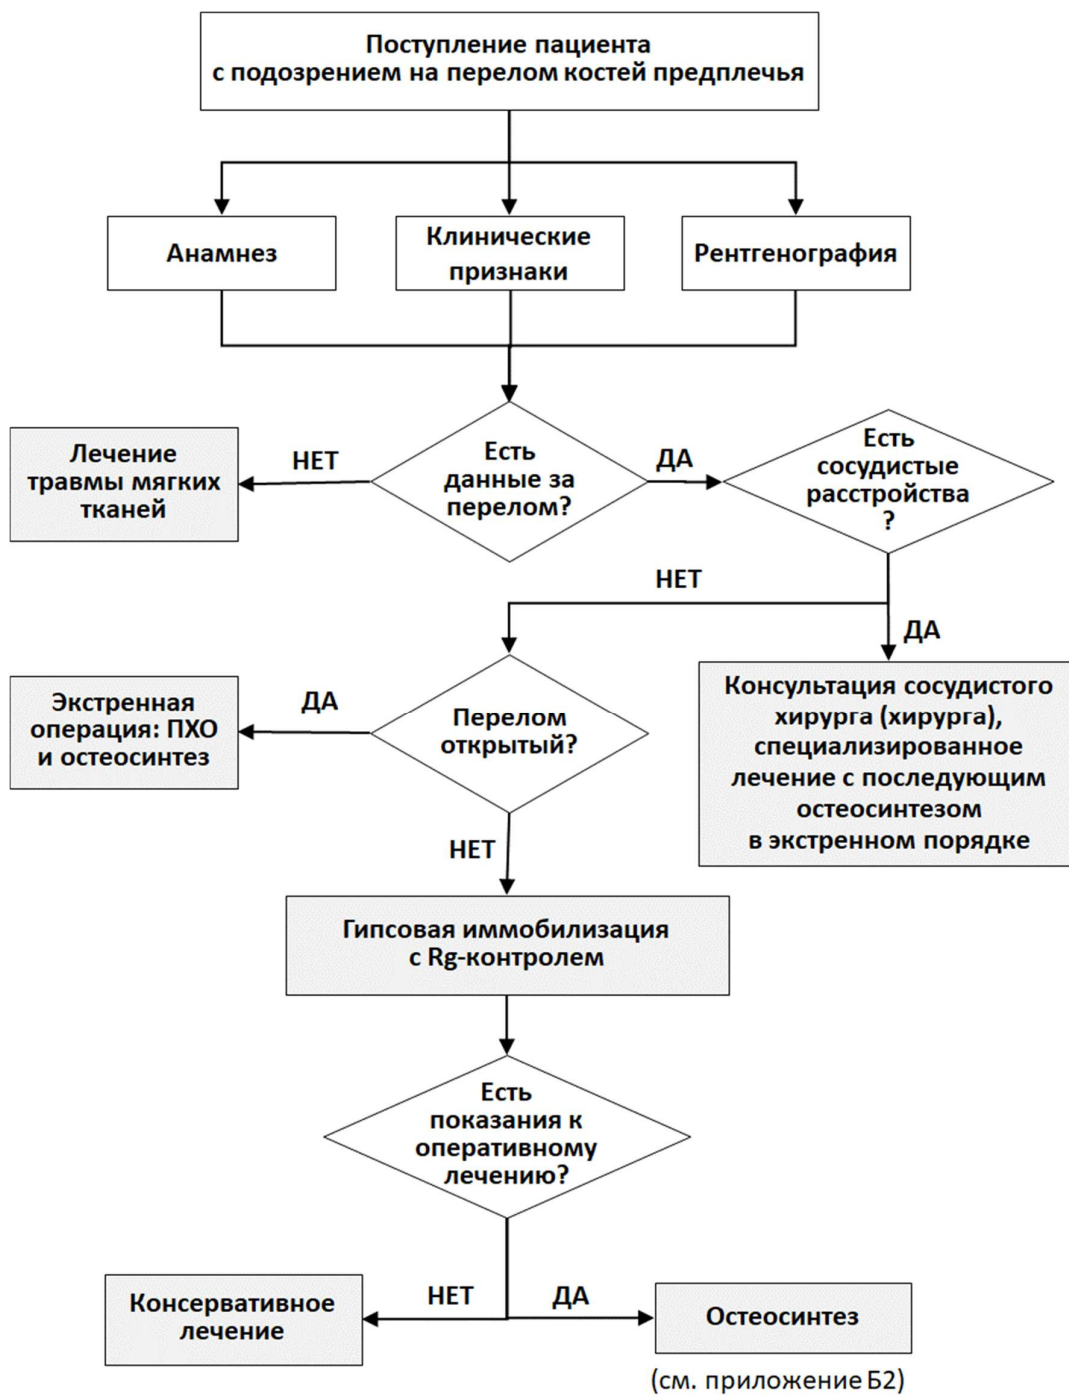 Поступление пациента
с подозрением на перелом костей предплечья
Анамнез
Клинические
признаки
Рентгенография
Есть
данные за
перелом?
НЕТ
Лечение
травмы мягких
тканей
ДА
Есть
сосудистые
расстройства
?
НЕТ
ДА
Консультация сосудистого
хирурга (хирурга),
специализированное
лечение с последующим
остеосинтезом
в экстренном порядке
Перелом
открытый?
ДА
Экстренная
операция: ПХО
и остеосинтез
НЕТ
Гипсовая иммобилизация
с Rg-контролем
Есть
показания к
оперативному
лечению?
НЕТ
Консервативное
лечение
ДА
Остеосинтез
(см. приложение Б2)